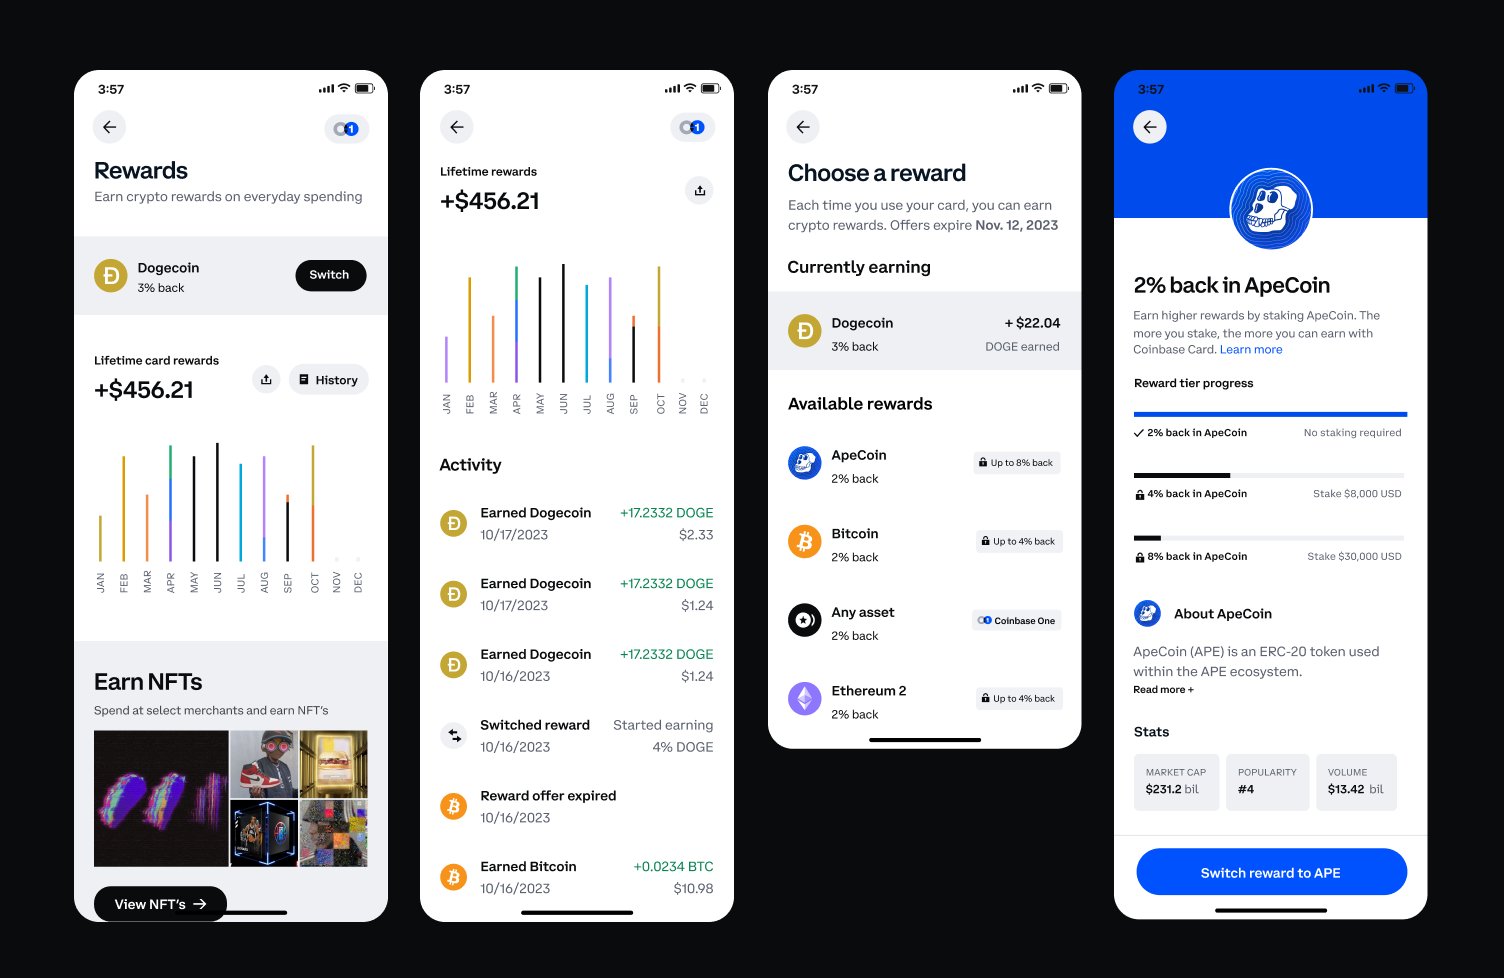 3:57
1
Rewards
Earn crypto rewards on everyday spending
Dogecoin
3% back
Switch
Lifetime card rewards
+$456.21
History
JAN
FEB
MAR
APR
MAY
JUN
JUL
AUG
SEP
OCT
NOV
DEC
Earn NFTs
Spend at select merchants and earn NFT's
View NFT's
3:57
1
Lifetime rewards
+$456.21
JAN
FEB
MAR
APR
MAY
JUN
JUL
AUG
SEP
OCT
NOV
DEC
Activity
Earned Dogecoin +17.2332 DOGE
10/17/2023 $2.33
Earned Dogecoin +17.2332 DOGE
10/17/2023 $1.24
Earned Dogecoin +17.2332 DOGE
10/16/2023 $1.24
Switched reward Started earning
10/16/2023 4% DOGE
Reward offer expired
10/16/2023
Earned Bitcoin +0.0234 BTC
10/16/2023 $10.98
3:57
Choose a reward
Each time you use your card, you can earn
crypto rewards. Offers expire Nov. 12, 2023
Currently earning
Dogecoin + $22.04
3% back DOGE earned
Available rewards
ApeCoin
2% back
Up to 8% back
Bitcoin
2% back
Up to 4% back
Any asset
2% back
Coinbase One
Ethereum 2
2% back
Up to 4% back
3:57
2% back in ApeCoin
Earn higher rewards by staking ApeCoin. The
more you stake, the more you can earn with
Coinbase Card. Learn more
Reward tier progress
2% back in ApeCoin No staking required
4% back in ApeCoin Stake $8,000 USD
8% back in ApeCoin Stake $30,000 USD
About ApeCoin
ApeCoin (APE) is an ERC-20 token used
within the APE ecosystem.
Read more +
Stats
MARKET CAP
$231.2 bil
POPULARITY
#4
VOLUME
$13.42 bil
Switch reward to APE